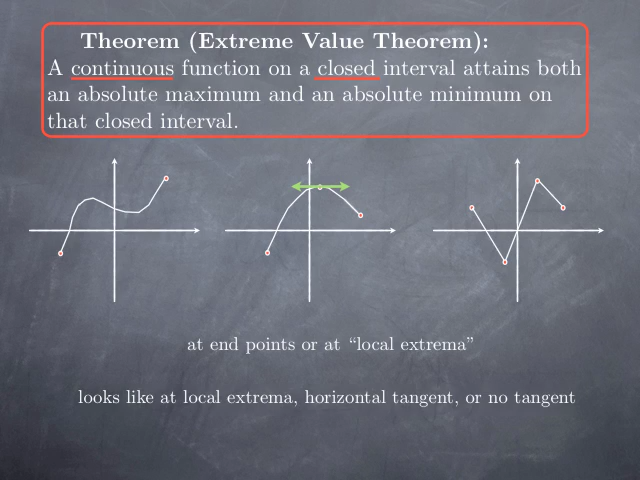 Theorem (Extreme Value Theorem):
A continuous function on a closed interval attains both
an absolute maximum and an absolute minimum on
that closed interval.
at end points or at “local extrema”
looks like at local extrema, horizontal tangent, or no tangent